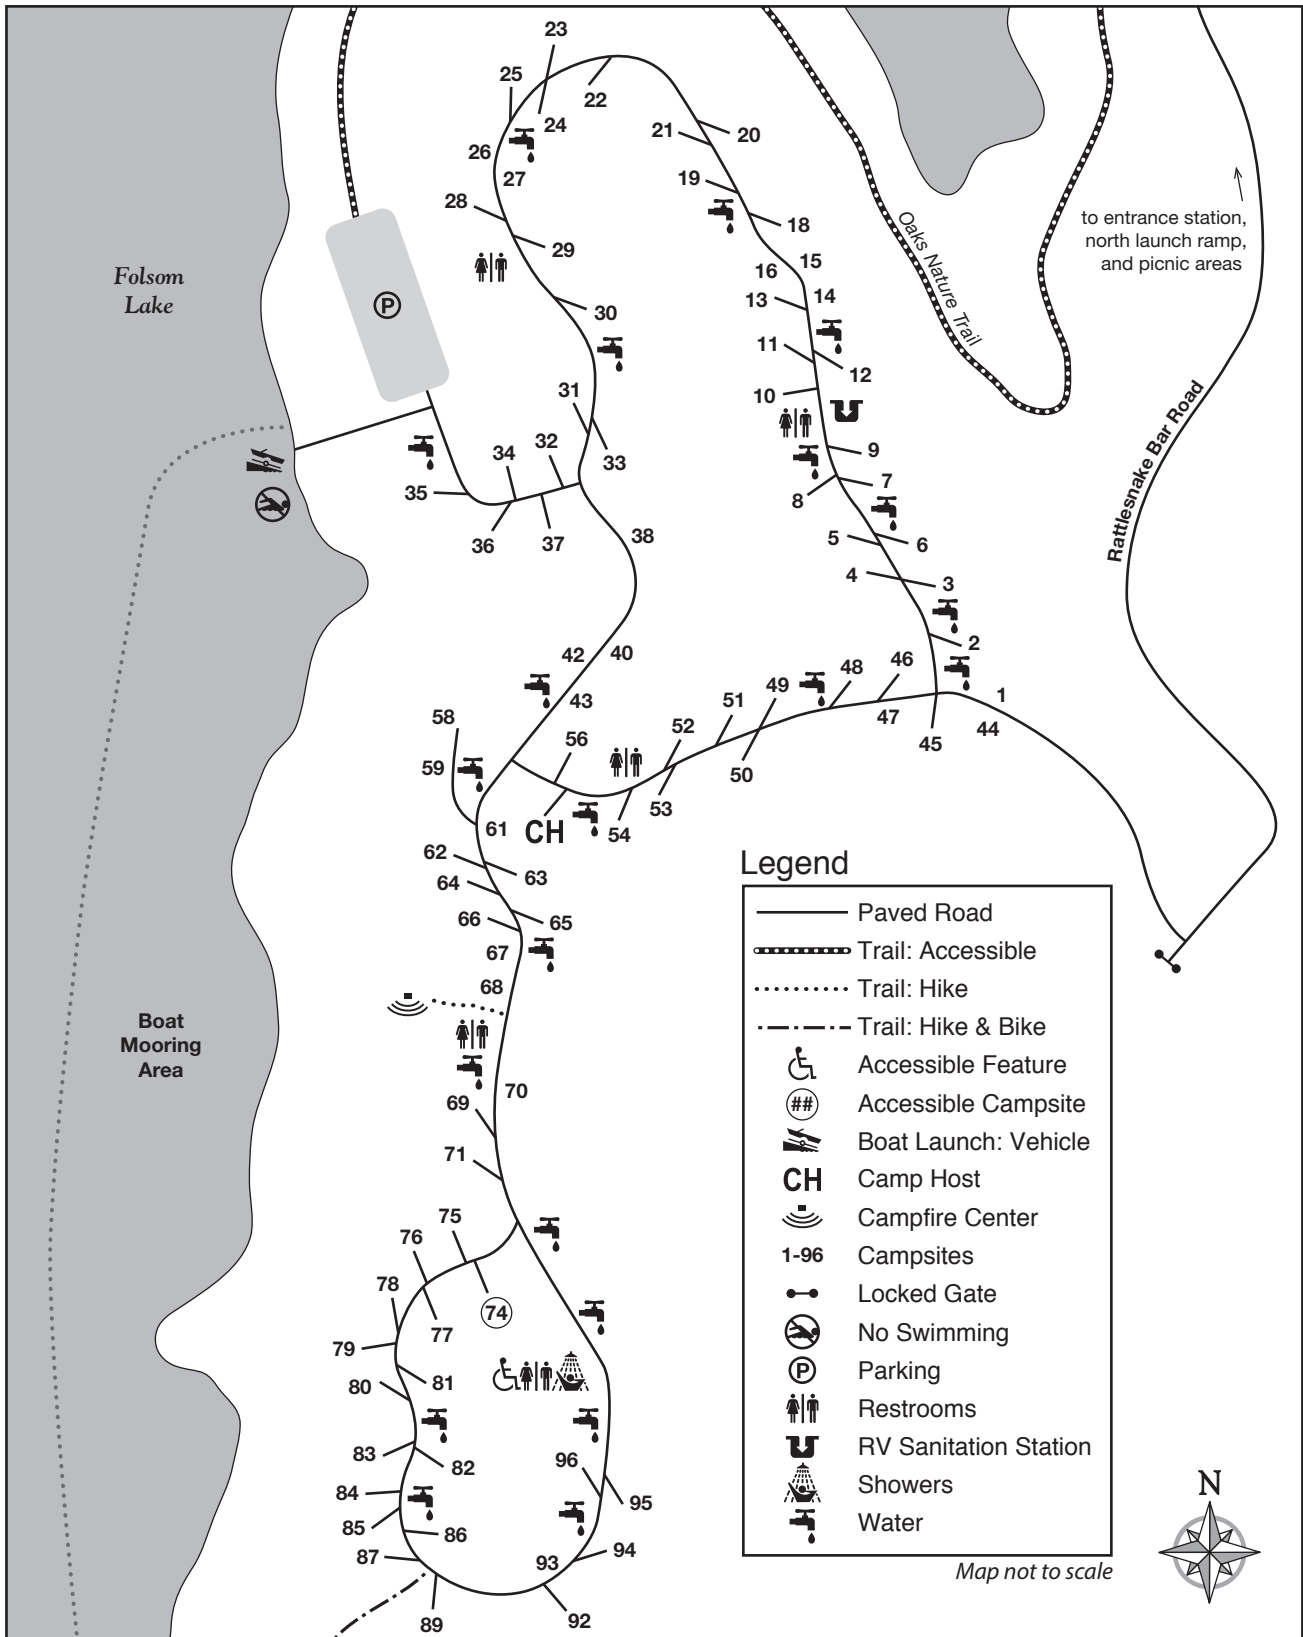 23
25
22
24
21
20
26
27
19
28
18
Folsom
Lake
29
Oaks Nature Trail
to entrance station,
north launch ramp,
and picnic areas
15
16
P
13
14
30
11
12
10
31
Rattlesnake Bar Road
32
33
34
9
7
35
8
36
37
38
5
6
4
3
2
42
40
46
48
49
1
43
51
47
44
58
56
52
45
59
50
53
61
CH
54
62
63
64
65
66
67
68
Boat
Mooring
Area
70
69
71
75
76
78
74
77
79
80
81
83
82
96
84
95
85
86
87
93
94
89
92
Legend
Paved Road
Trail: Accessible
Trail: Hike
Trail: Hike & Bike
Accessible Feature
## Accessible Campsite
Boat Launch: Vehicle
CH Camp Host
Campfire Center
1-96 Campsites
Locked Gate
No Swimming
P Parking
Restrooms
RV Sanitation Station
Showers
Water
Map not to scale
N